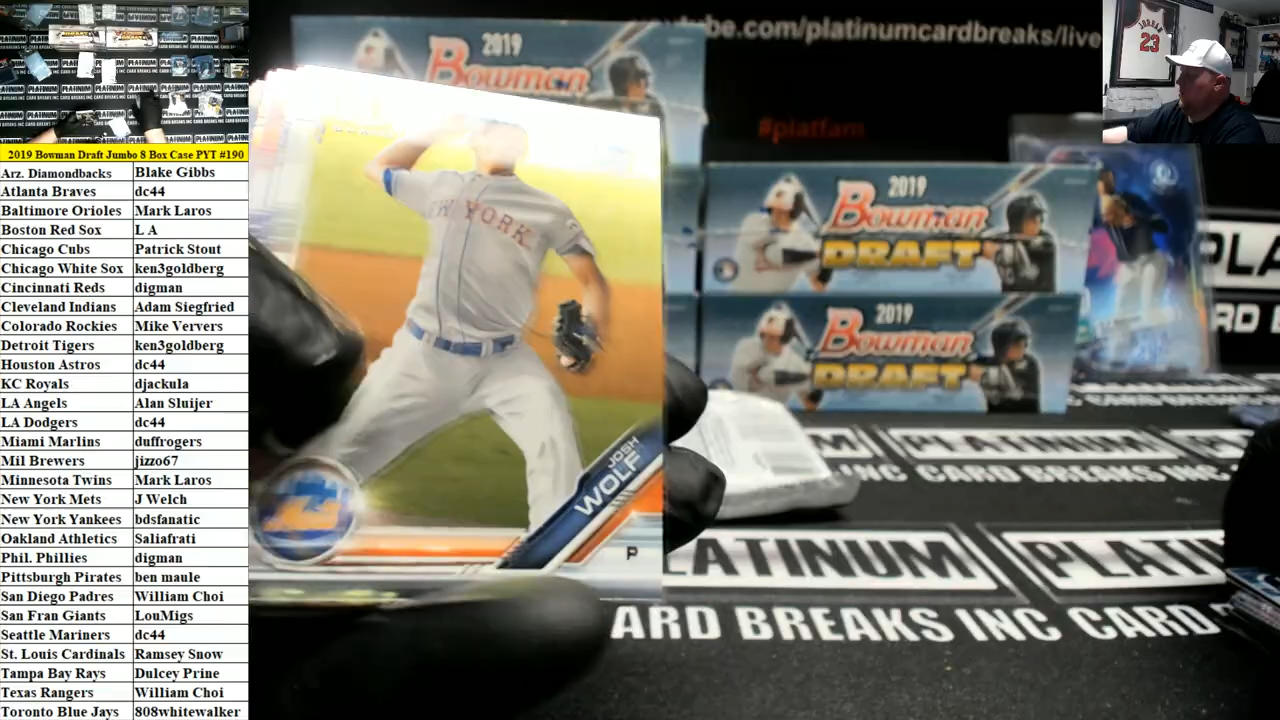 2019 Bowman Draft Jumbo 8 Box Case PYT #190
Arz. Diamondbacks Blake Gibbs
Atlanta Braves dc44
Baltimore Orioles Mark Laros
Boston Red Sox L A
Chicago Cubs Patrick Stout
Chicago White Sox ken3goldberg
Cincinnati Reds digman
Cleveland Indians Adam Siegfried
Colorado Rockies Mike Ververs
Detroit Tigers ken3goldberg
Houston Astros dc44
KC Royals djackula
LA Angels Alan Sluijer
LA Dodgers dc44
Miami Marlins duffrogers
Mil Brewers jizzo67
Minnesota Twins Mark Laros
New York Mets J Welch
New York Yankees bdsfanatic
Oakland Athletics Saliafrati
Phil. Phillies digman
Pittsburgh Pirates ben maule
San Diego Padres William Choi
San Fran Giants LouMigs
Seattle Mariners dc44
St. Louis Cardinals Ramsey Snow
Tampa Bay Rays Dulcey Prine
Texas Rangers William Choi
Toronto Blue Jays 808whitewalker
be.com/platinumcardbreaks/live
#platfam
2019
Bowman
2019
Bowman
DRAFT
2019
Bowman
DRAFT
YORK
JOSH
WOLF
P
JORDAN
23
PLATINUM
INC CARD BREAKS INC
ATINUM PLATI
ARD BREAKS INC CARD